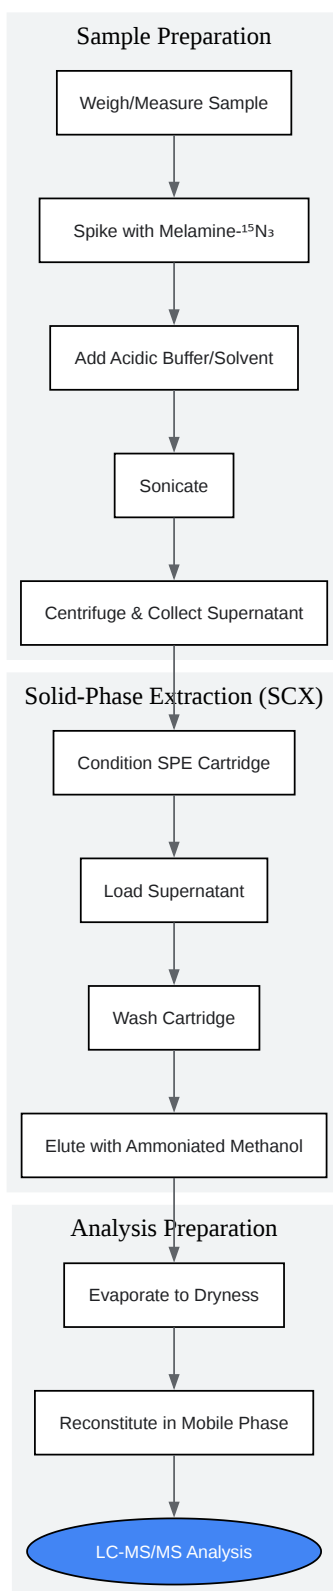 Sample Preparation
Weigh/Measure Sample
Spike with Melamine-¹⁵N₃
Add Acidic Buffer/Solvent
Sonicate
Centrifuge & Collect Supernatant
Solid-Phase Extraction (SCX)
Condition SPE Cartridge
Load Supernatant
Wash Cartridge
Elute with Ammoniated Methanol
Analysis Preparation
Evaporate to Dryness
Reconstitute in Mobile Phase
LC-MS/MS Analysis